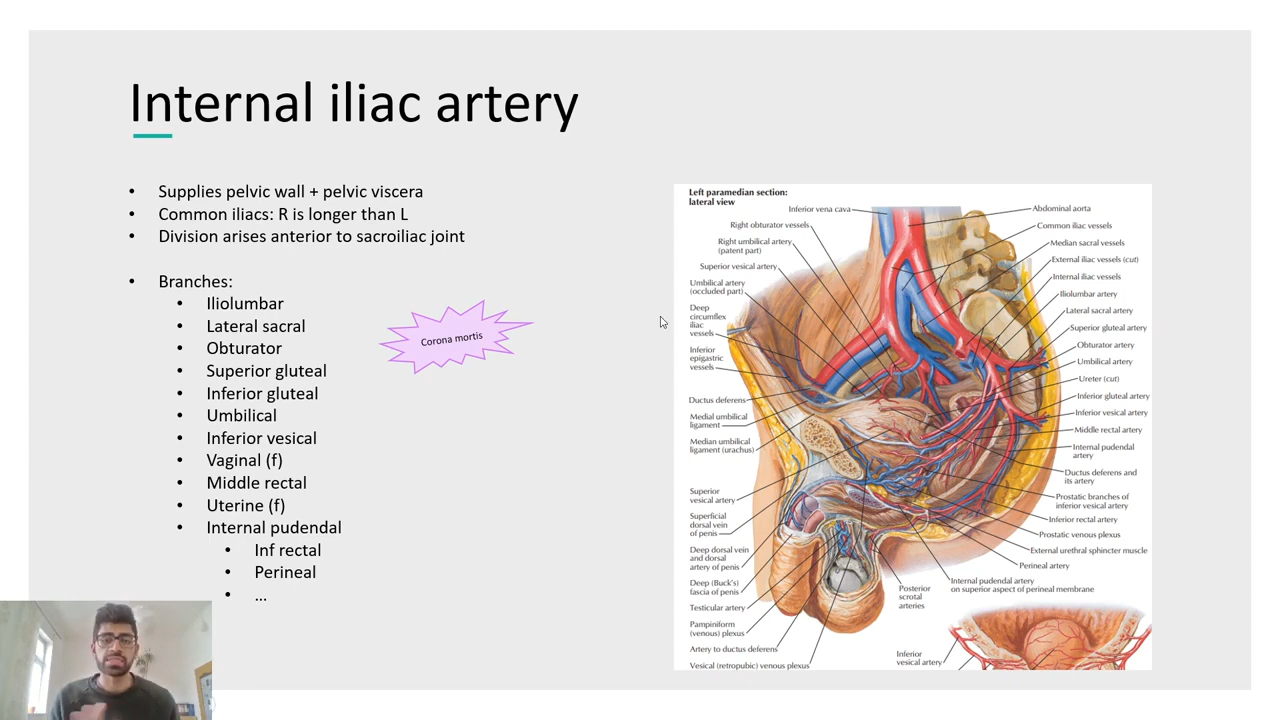 Internal iliac artery
• Supplies pelvic wall + pelvic viscera
• Common iliacs: R is longer than L
• Division arises anterior to sacroiliac joint
• Branches:
• Iliolumbar
• Lateral sacral
• Obturator
• Superior gluteal
• Inferior gluteal
• Umbilical
• Inferior vesical
• Vaginal (f)
• Middle rectal
• Uterine (f)
• Internal pudendal
• Inf rectal
• Perineal
• ...
Corona mortis
Left paramedian section:
lateral view
Inferior vena cava
Right obturator vessels
Right umbilical artery
(patent part)
Superior vesical artery
Umbilical artery
(occluded part)
Deep
circumflex
iliac
vessels
Inferior
epigastric
vessels
Ductus deferens
Medial umbilical
ligament
Median umbilical
ligament (urachus)
Superior
vesical artery
Superficial
dorsal vein
of penis
Deep dorsal vein
and dorsal
artery of penis
Deep (Buck's)
fascia of penis
Testicular artery
Pampiniform
(venous) plexus
Artery to ductus deferens
Vesical (retropubic) venous plexus
Abdominal aorta
Common iliac vessels
Median sacral vessels
External iliac vessels (cut)
Internal iliac vessels
Iliolumbar artery
Lateral sacral artery
Superior gluteal artery
Obturator artery
Umbilical artery
Ureter (cut)
Inferior gluteal artery
Inferior vesical artery
Middle rectal artery
Internal pudendal
artery
Ductus deferens and
its artery
Prostatic branches of
inferior vesical artery
Inferior rectal artery
Prostatic venous plexus
External urethral sphincter muscle
Perineal artery
Internal pudendal artery
on superior aspect of perineal membrane
Posterior
scrotal
arteries
Inferior
vesical artery